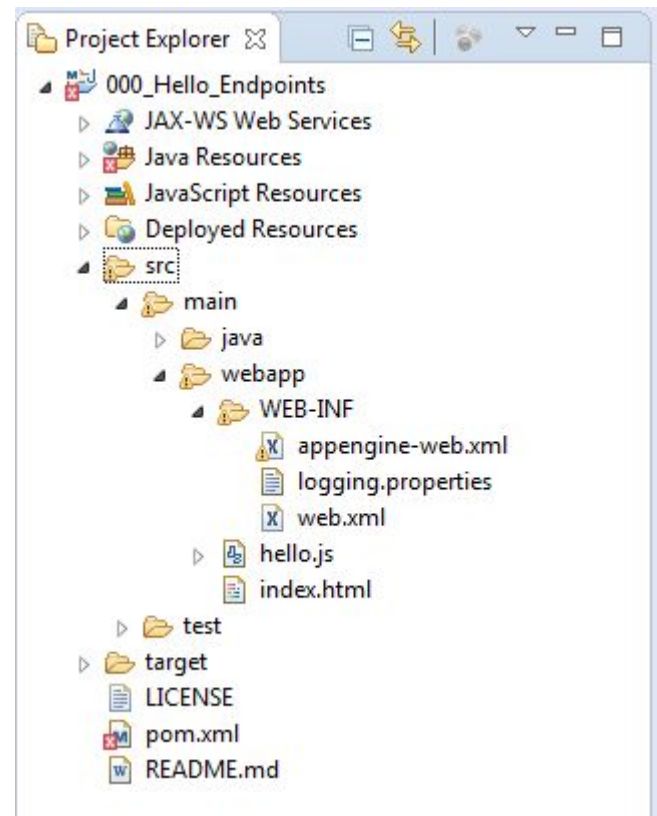 Project Explorer
000_Hello_Endpoints
JAX-WS Web Services
Java Resources
JavaScript Resources
Deployed Resources
src
main
java
webapp
WEB-INF
appengine-web.xml
logging.properties
web.xml
hello.js
index.html
test
target
LICENSE
pom.xml
README.md